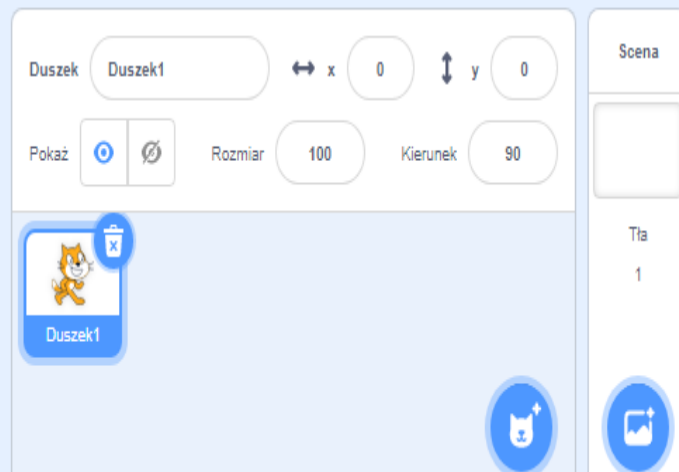 Duszek Duszek1 x 0 y 0
Pokaż Rozmiar 100 Kierunek 90
Duszek1
Scena
Tła
1